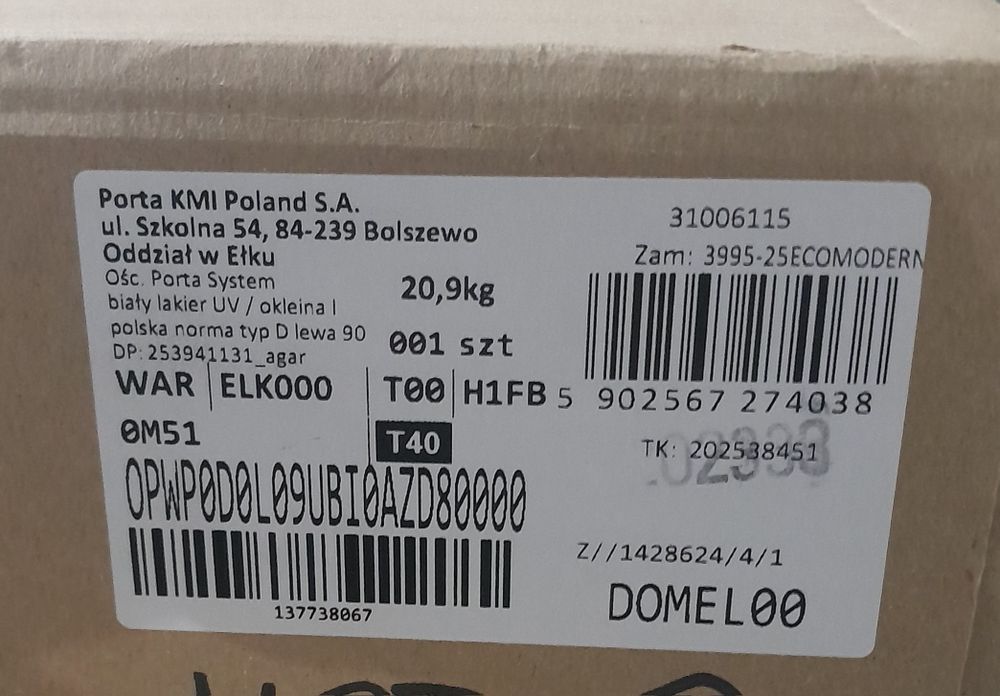 Porta KMI Poland S.A.
ul. Szkolna 54, 84-239 Bolszewo
Oddział w Ełku
Ośc. Porta System
biały lakier UV / okleina l
polska norma typ D lewa 90
DP: 253941131_agar
20,9kg
001 szt
31006115
Zam: 3995-25ECOMODERN
5 902567 274038
WAR ELK000 T00 H1FB
0M51 T40
TK: 202538451
OPWP0D0L09UBI0AZD80000
137738067
Z//1428624/4/1
DOMEL00